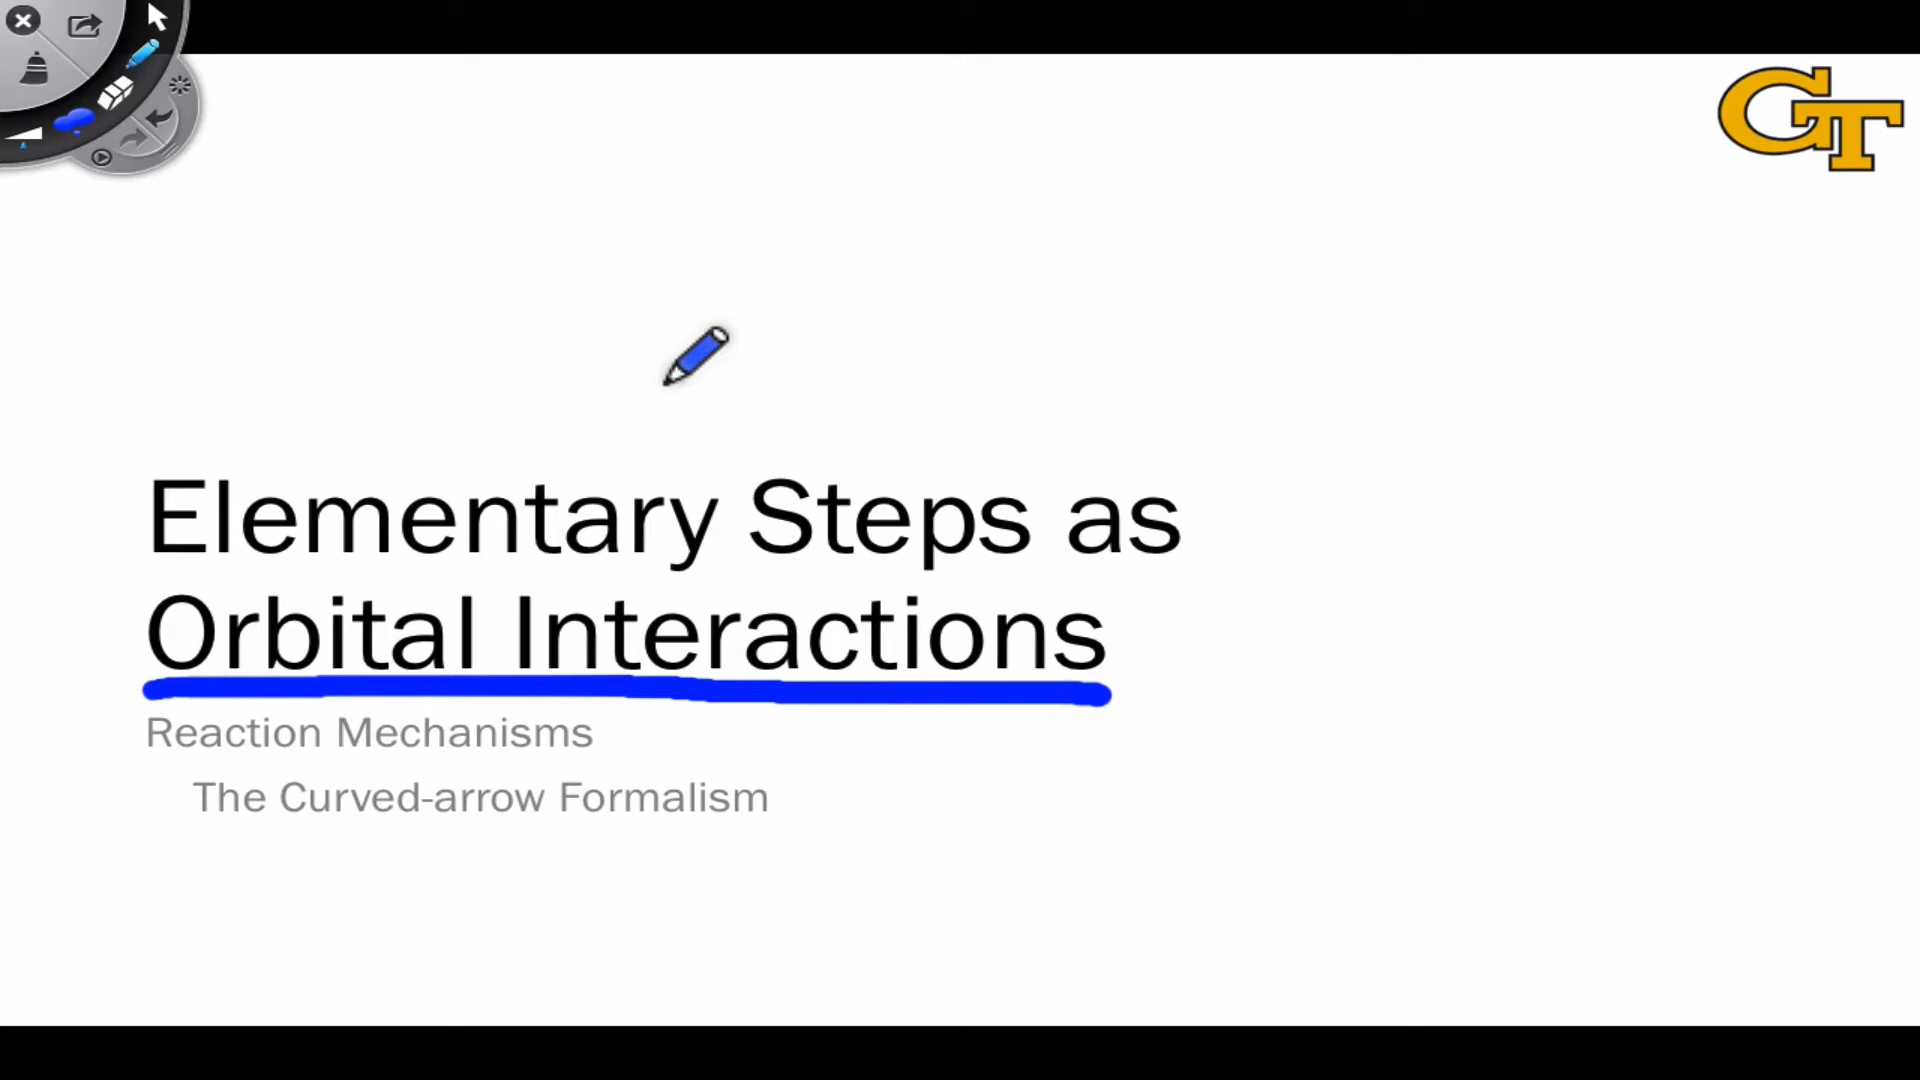 GT
Elementary Steps as
Orbital Interactions
Reaction Mechanisms
The Curved-arrow Formalism